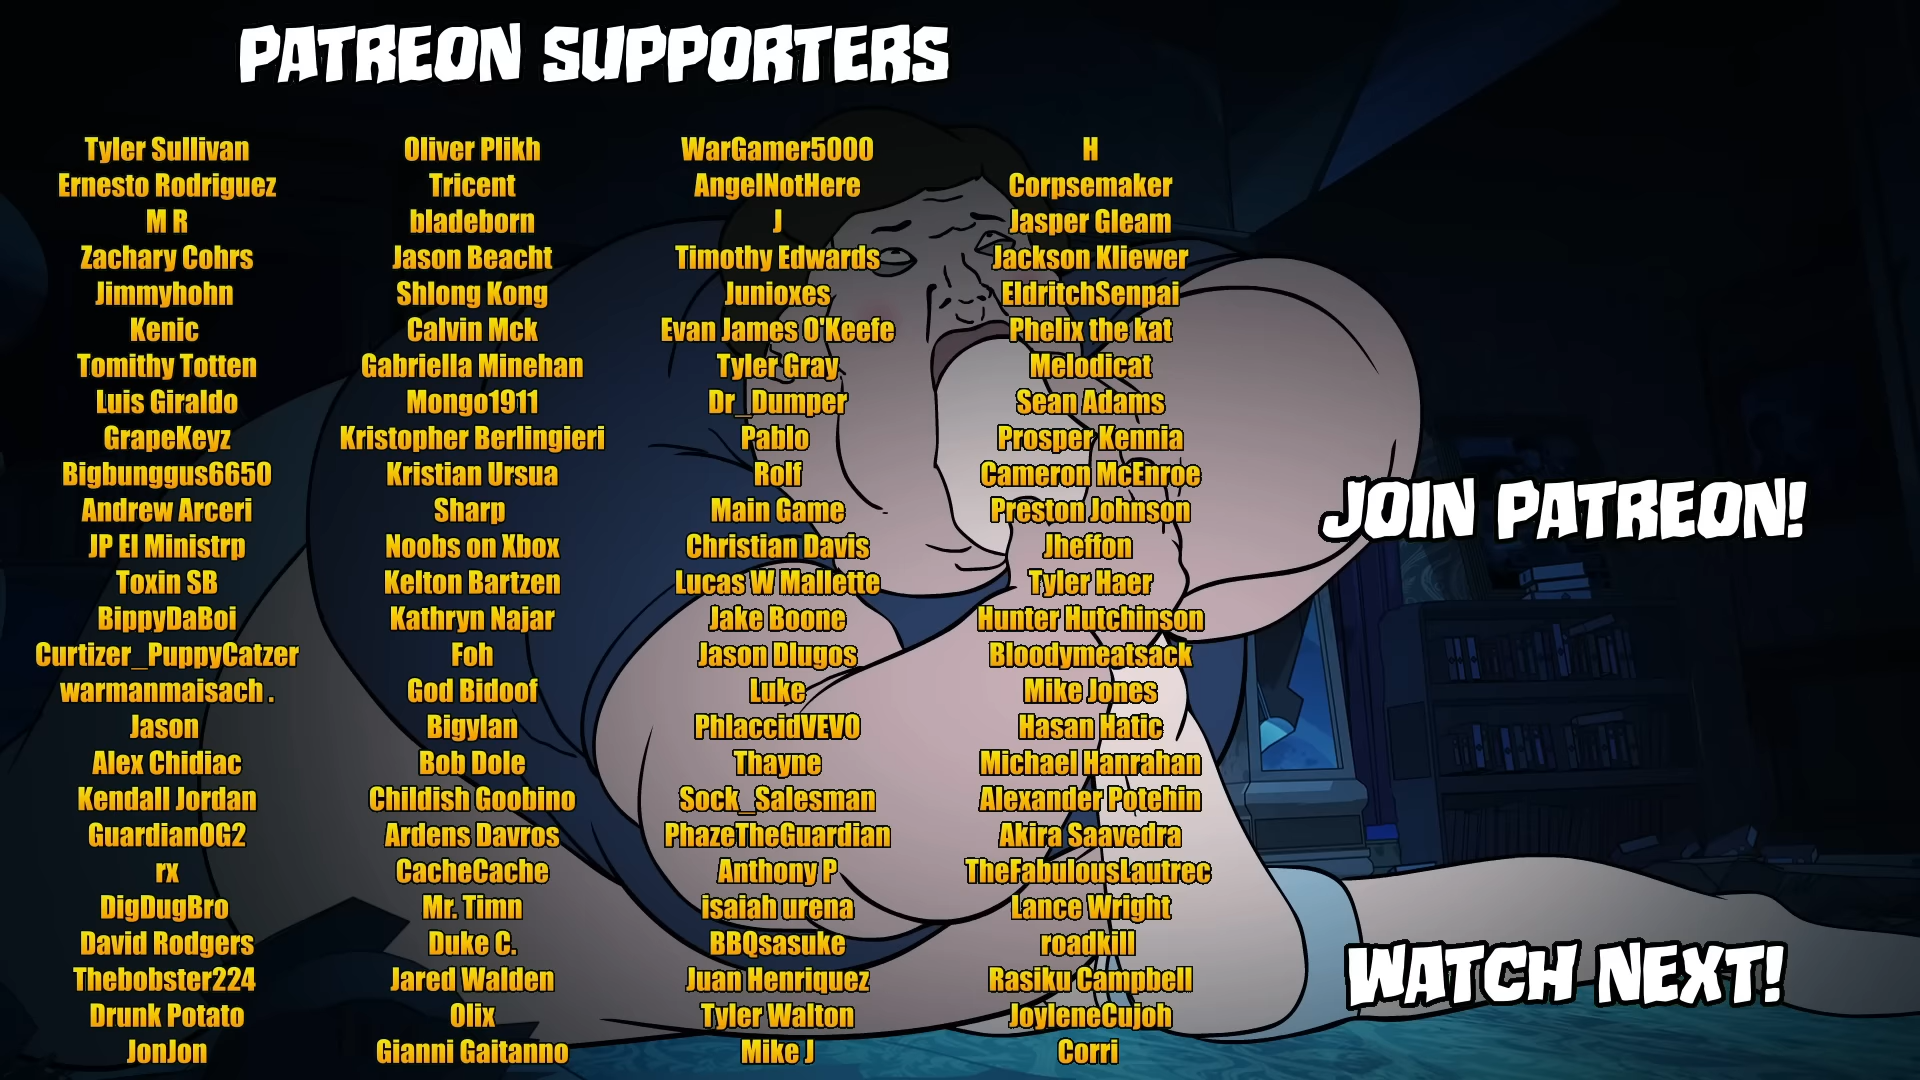 PATREON SUPPORTERS
Tyler Sullivan
Ernesto Rodriguez
M R
Zachary Cohrs
Jimmyhohn
Kenic
Tomithy Totten
Luis Giraldo
GrapeKeyz
Bigbunggus6650
Andrew Arceri
JP El Ministrp
Toxin SB
BippyDaBoi
Curtizer_PuppyCatzer
warmanmaisach .
Jason
Alex Chidiac
Kendall Jordan
GuardianOG2
rx
DigDugBro
David Rodgers
Thebobster224
Drunk Potato
JonJon
Oliver Plikh
Tricent
bladeborn
Jason Beacht
Shlong Kong
Calvin Mck
Gabriella Minehan
Mongo1911
Kristopher Berlingieri
Kristian Ursua
Sharp
Noobs on Xbox
Kelton Bartzen
Kathryn Najar
Foh
God Bidoof
Bigylan
Bob Dole
Childish Goobino
Ardens Davros
CacheCache
Mr. Timn
Duke C.
Jared Walden
Olix
Gianni Gaitanno
WarGamer5000
AngelNotHere
J
Timothy Edwards
Junioxes
Evan James O'Keefe
Tyler Gray
Dr_Dumper
Pablo
Rolf
Main Game
Christian Davis
Lucas W Mallette
Jake Boone
Jason Dlugos
Luke
PhlaccidVEVO
Thayne
Sock_Salesman
PhazeTheGuardian
Anthony P
isaiah urena
BBQsasuke
Juan Henriquez
Tyler Walton
Mike J
H
Corpsemaker
Jasper Gleam
Jackson Kliewer
EldritchSenpai
Phelix the kat
Melodicat
Sean Adams
Prosper Kennia
Cameron McEnroe
Preston Johnson
Jheffon
Tyler Haer
Hunter Hutchinson
Bloodymeatsack
Mike Jones
Hasan Hatic
Michael Hanrahan
Alexander Potehin
Akira Saavedra
TheFabulousLautrec
Lance Wright
roadkill
Rasiku Campbell
JoyleneCujoh
Corri
JOIN PATREON!
WATCH NEXT!